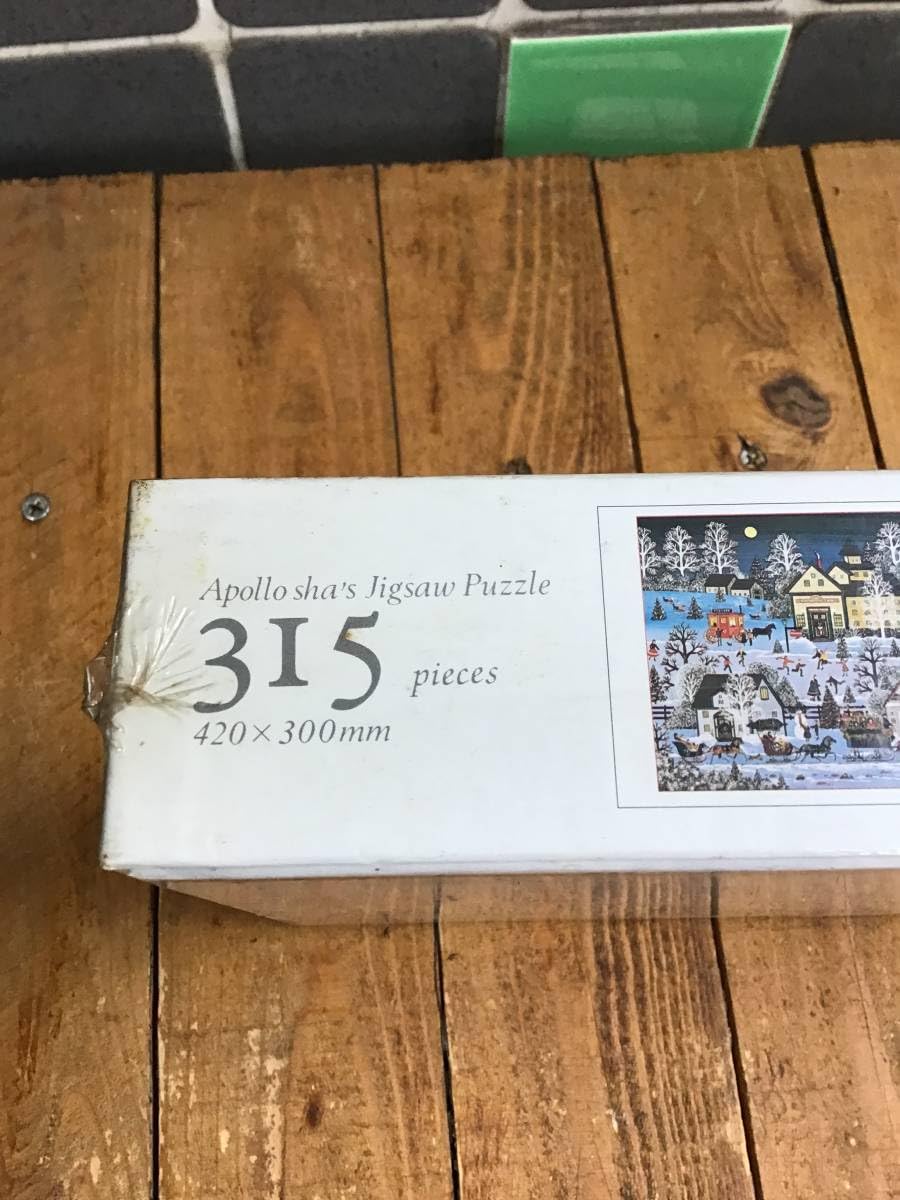 Apollo sha's Jigsaw Puzzle
315 pieces
420×300mm